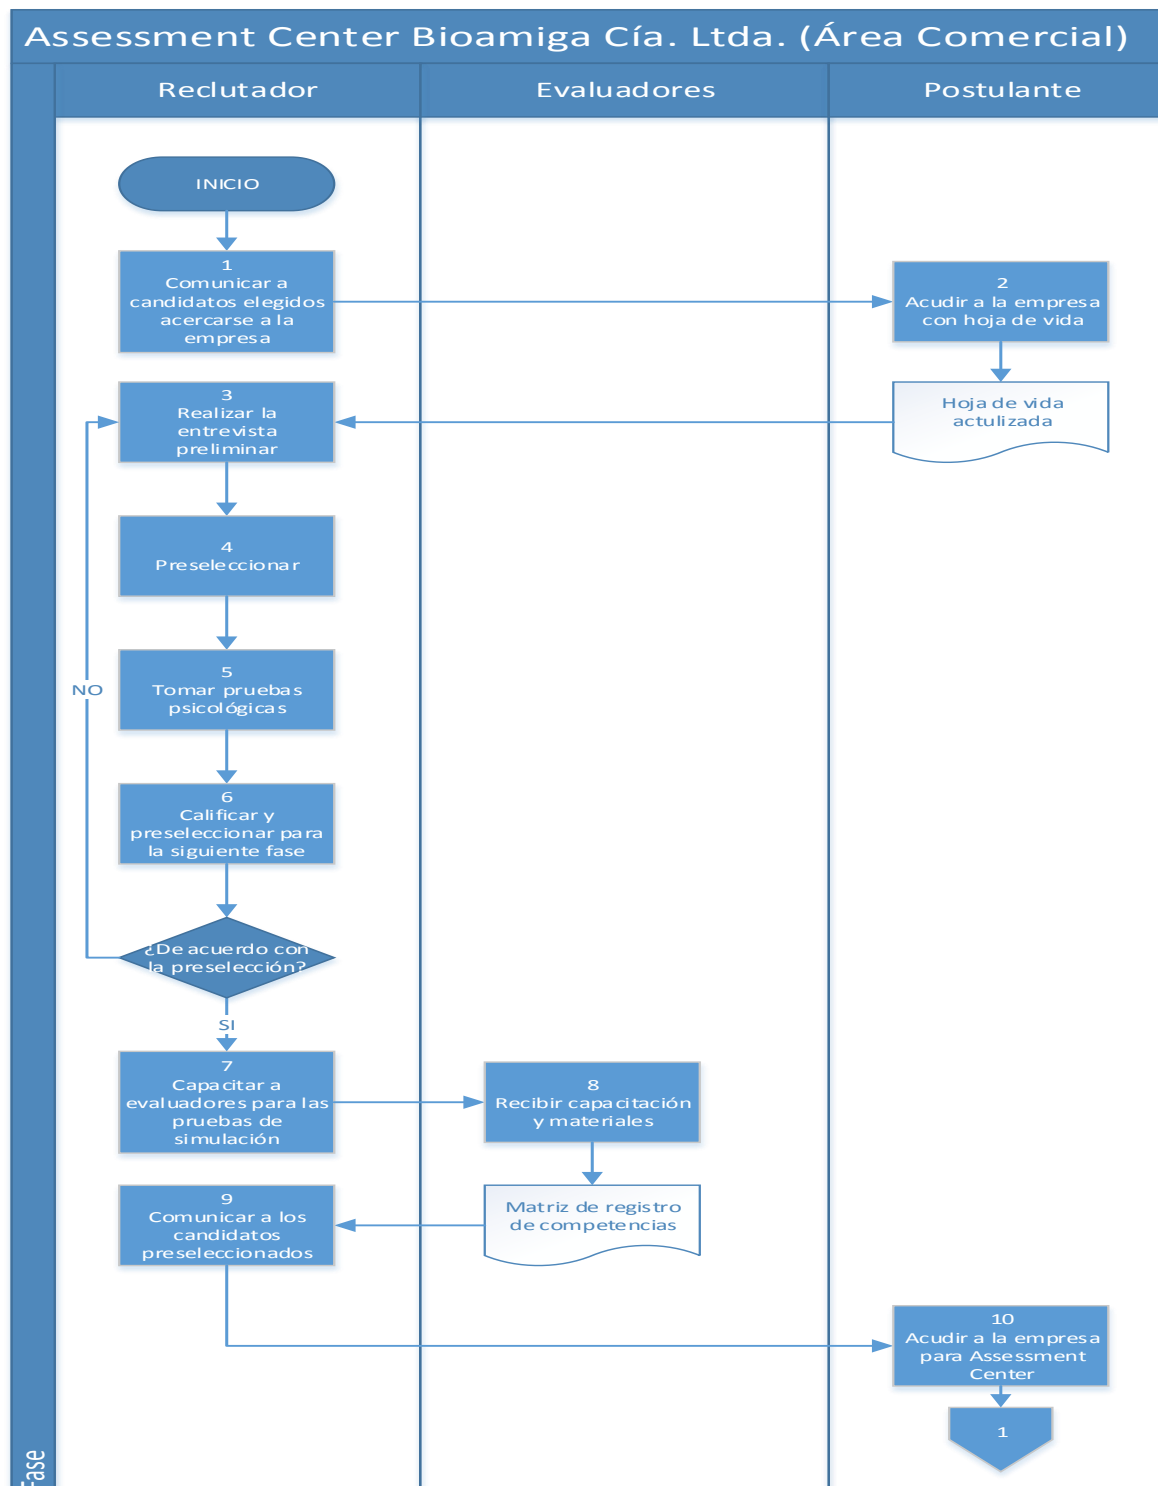 Assessment Center Bioamiga Cía. Ltda. (Área Comercial)
Reclutador
Evaluadores
Postulante
INICIO
1
Comunicar a
candidatos elegidos
acercarse a la
empresa
2
Acudir a la empresa
con hoja de vida
Hoja de vida
actulizada
3
Realizar la
entrevista
preliminar
4
Preseleccionar
5
Tomar pruebas
psicológicas
NO
6
Calificar y
preseleccionar para
la siguiente fase
¿De acuerdo con
la preselección?
SI
7
Capacitar a
evaluadores para las
pruebas de
simulación
8
Recibir capacitación
y materiales
Matriz de registro
de competencias
9
Comunicar a los
candidatos
preseleccionados
10
Acudir a la empresa
para Assessment
Center
1
Fase